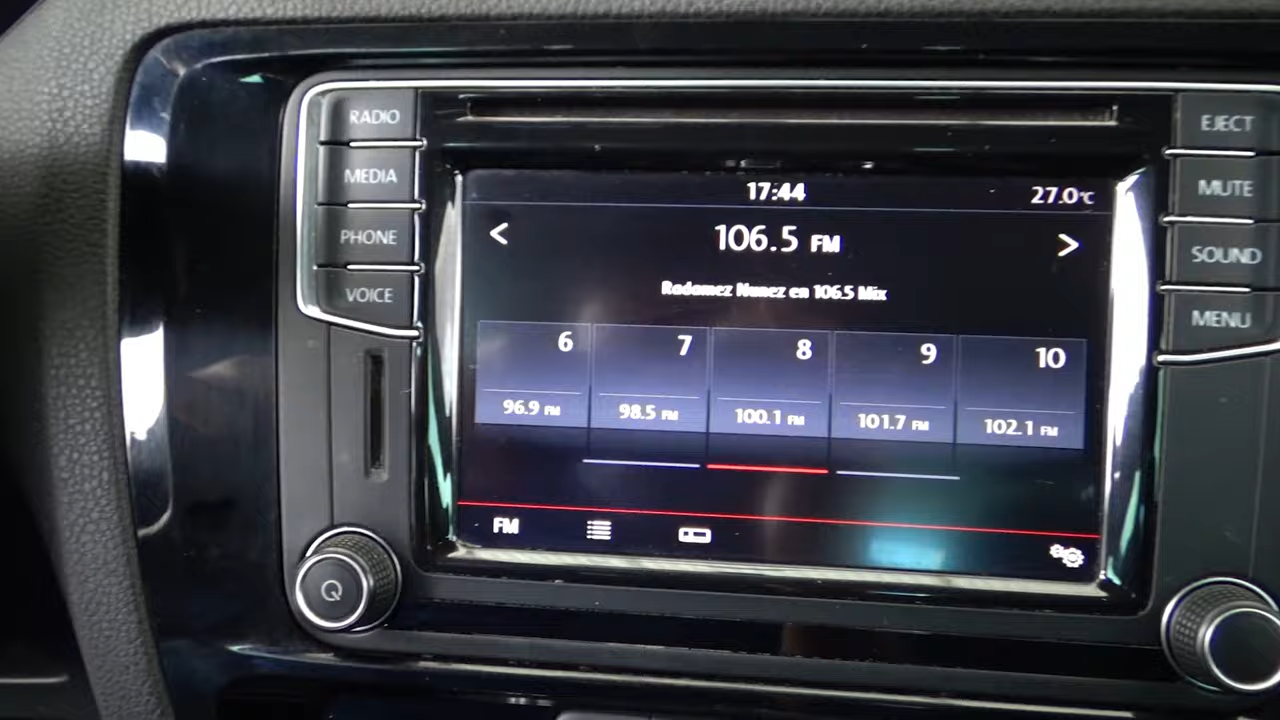 RADIO
MEDIA
PHONE
VOICE
EJECT
MUTE
SOUND
MENU
17:44
27.0°C
106.5 FM
Radamez Nunez en 106.5 Mix
6 7 8 9 10
96.9 FM 98.5 FM 100.1 FM 101.7 FM 102.1 FM
FM